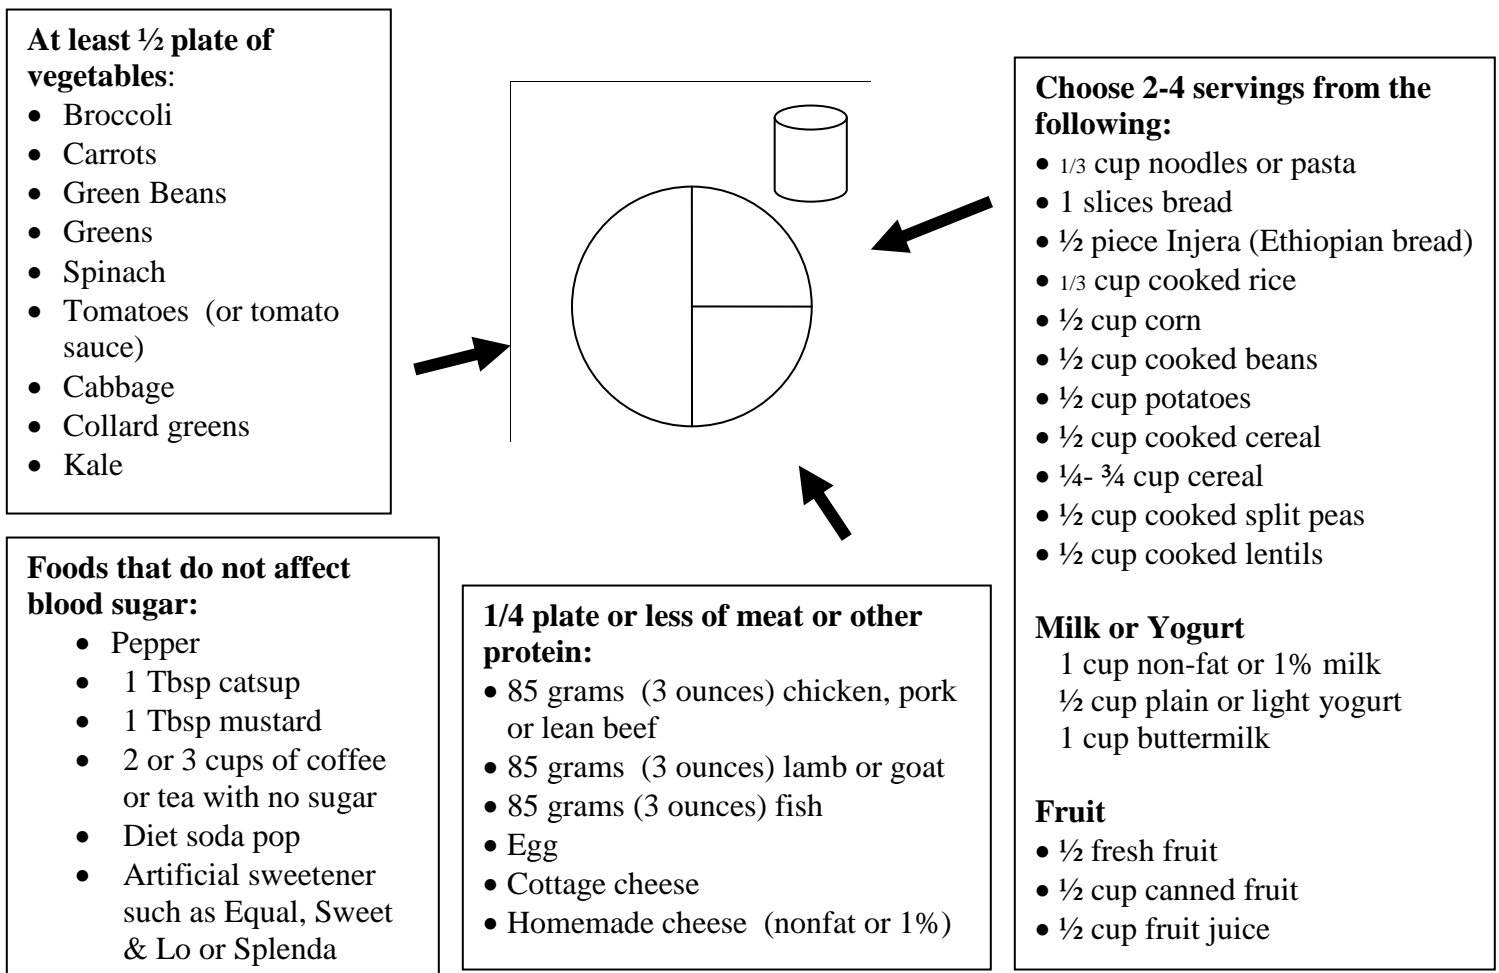 At least ½ plate of
vegetables:
• Broccoli
• Carrots
• Green Beans
• Greens
• Spinach
• Tomatoes (or tomato
sauce)
• Cabbage
• Collard greens
• Kale
Foods that do not affect
blood sugar:
• Pepper
• 1 Tbsp catsup
• 1 Tbsp mustard
• 2 or 3 cups of coffee
or tea with no sugar
• Diet soda pop
• Artificial sweetener
such as Equal, Sweet
& Lo or Splenda
1/4 plate or less of meat or other
protein:
• 85 grams (3 ounces) chicken, pork
or lean beef
• 85 grams (3 ounces) lamb or goat
• 85 grams (3 ounces) fish
• Egg
• Cottage cheese
• Homemade cheese (nonfat or 1%)
Choose 2-4 servings from the
following:
• 1/3 cup noodles or pasta
• 1 slices bread
• ½ piece Injera (Ethiopian bread)
• 1/3 cup cooked rice
• ½ cup corn
• ½ cup cooked beans
• ½ cup potatoes
• ½ cup cooked cereal
• ¼- ¾ cup cereal
• ½ cup cooked split peas
• ½ cup cooked lentils
Milk or Yogurt
1 cup non-fat or 1% milk
½ cup plain or light yogurt
1 cup buttermilk
Fruit
• ½ fresh fruit
• ½ cup canned fruit
• ½ cup fruit juice